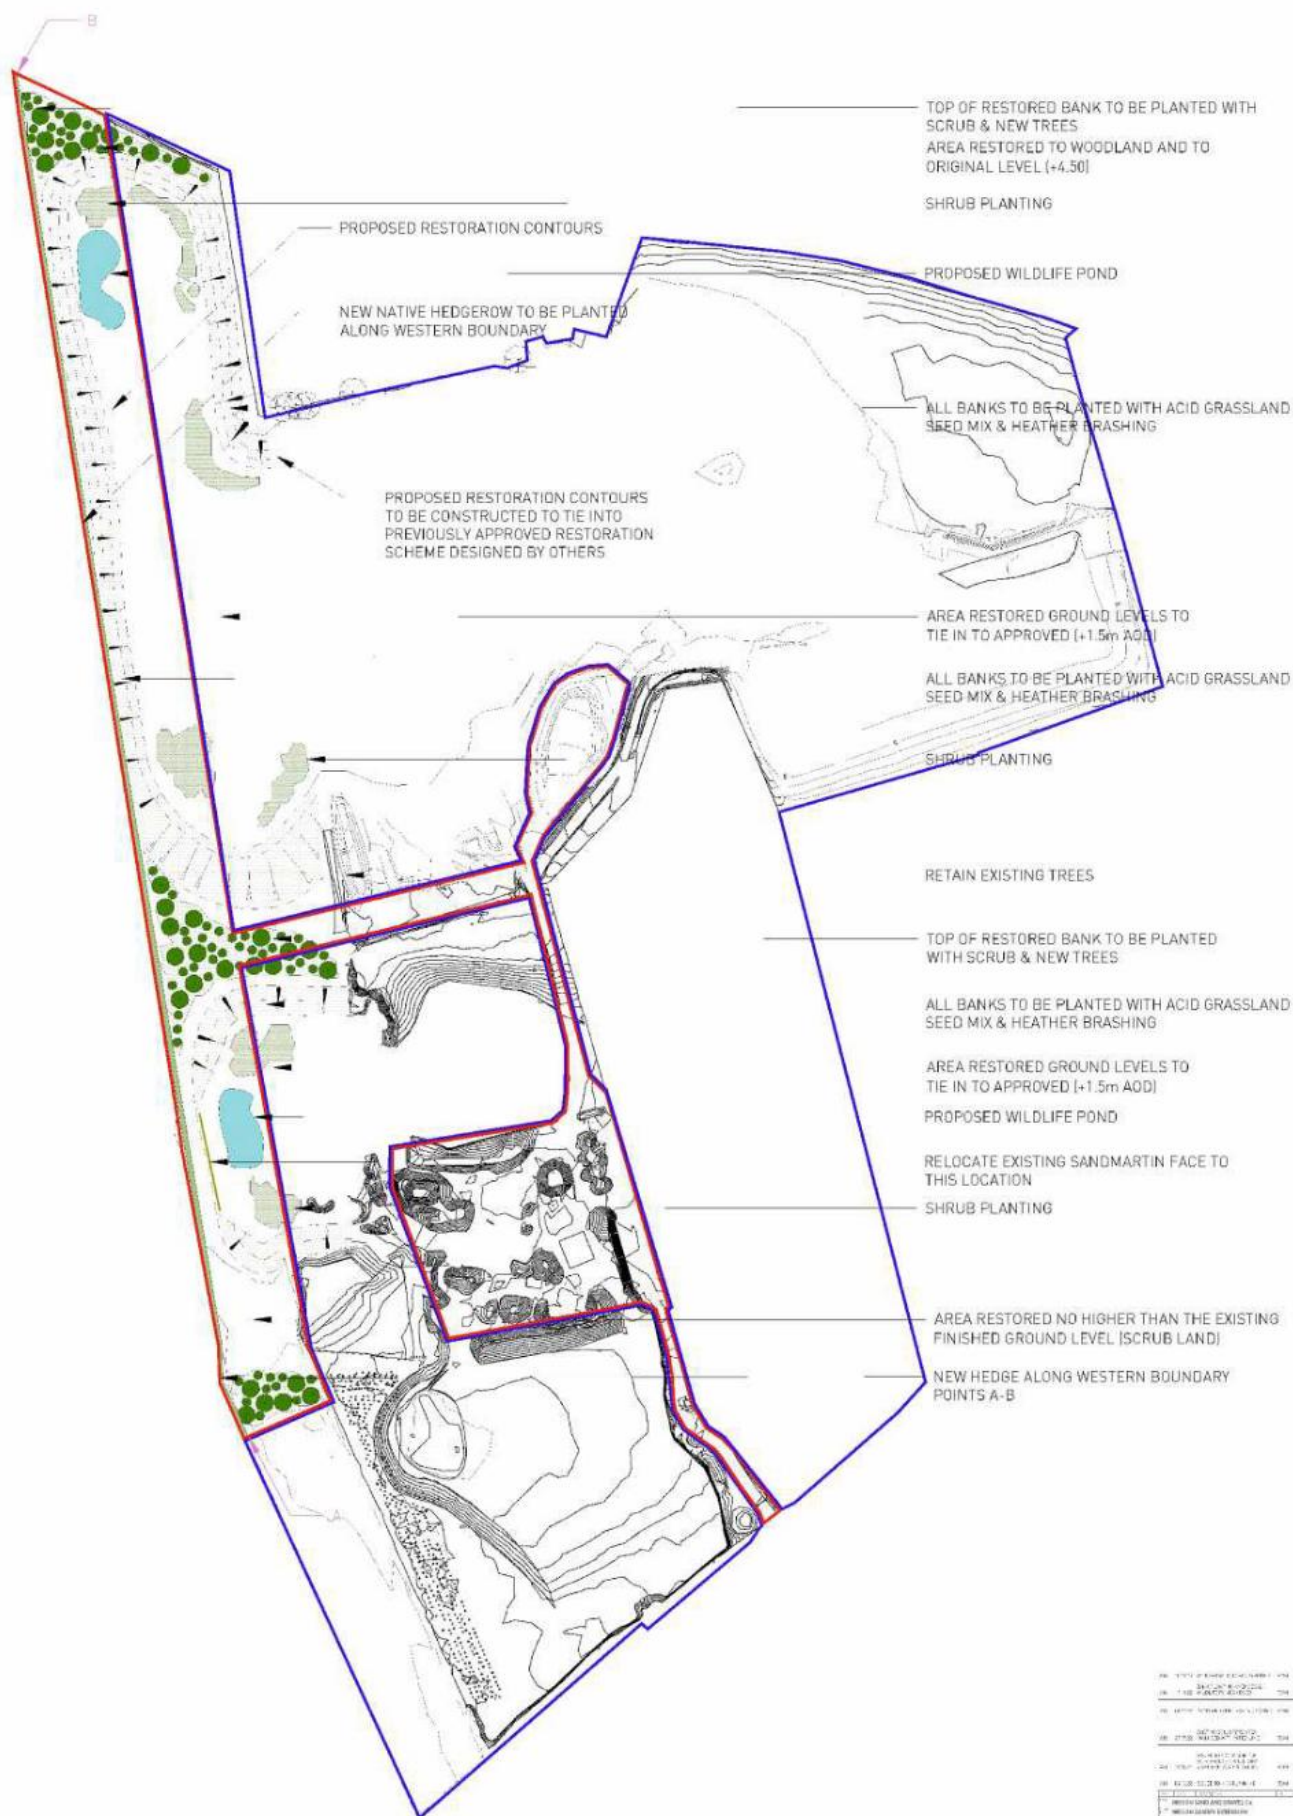 B
TOP OF RESTORED BANK TO BE PLANTED WITH
SCRUB & NEW TREES
AREA RESTORED TO WOODLAND AND TO
ORIGINAL LEVEL (+4.50)
SHRUB PLANTING
PROPOSED RESTORATION CONTOURS
PROPOSED WILDLIFE POND
NEW NATIVE HEDGEROW TO BE PLANTED
ALONG WESTERN BOUNDARY
ALL BANKS TO BE PLANTED WITH ACID GRASSLAND
SEED MIX & HEATHER BRASHING
PROPOSED RESTORATION CONTOURS
TO BE CONSTRUCTED TO TIE INTO
PREVIOUSLY APPROVED RESTORATION
SCHEME DESIGNED BY OTHERS
AREA RESTORED GROUND LEVELS TO
TIE IN TO APPROVED (+1.5m AOD)
ALL BANKS TO BE PLANTED WITH ACID GRASSLAND
SEED MIX & HEATHER BRASHING
SHRUB PLANTING
RETAIN EXISTING TREES
TOP OF RESTORED BANK TO BE PLANTED
WITH SCRUB & NEW TREES
ALL BANKS TO BE PLANTED WITH ACID GRASSLAND
SEED MIX & HEATHER BRASHING
AREA RESTORED GROUND LEVELS TO
TIE IN TO APPROVED (+1.5m AOD)
PROPOSED WILDLIFE POND
RELOCATE EXISTING SANDMARTIN FACE TO
THIS LOCATION
SHRUB PLANTING
AREA RESTORED NO HIGHER THAN THE EXISTING
FINISHED GROUND LEVEL (SCRUB LAND)
NEW HEDGE ALONG WESTERN BOUNDARY
POINTS A-B
A